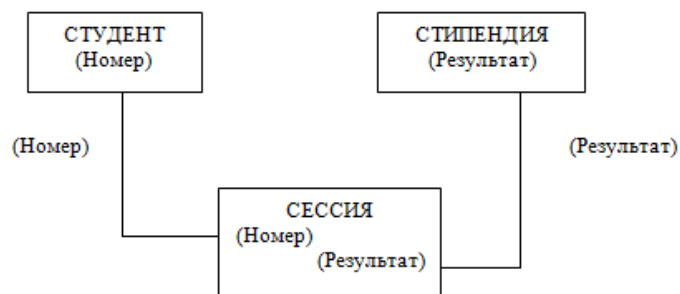 СТУДЕНТ
(Номер)
СТИПЕНДИЯ
(Результат)
(Номер)
(Результат)
СЕССИЯ
(Номер)
(Результат)